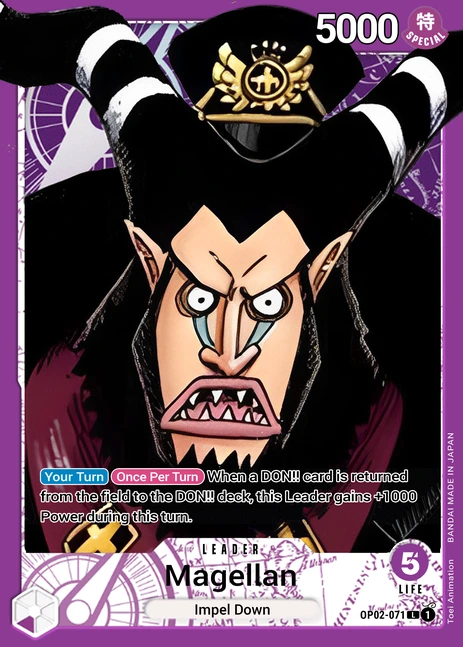 5000 特
SPECIAL
Your Turn Once Per Turn When a DON!! card is returned
from the field to the DON!! deck, this Leader gains +1000
Power during this turn.
LEADER
Magellan
Impel Down
5
LIFE
OP02-071 L 1
Toei Animation BANDAI MADE IN JAPAN